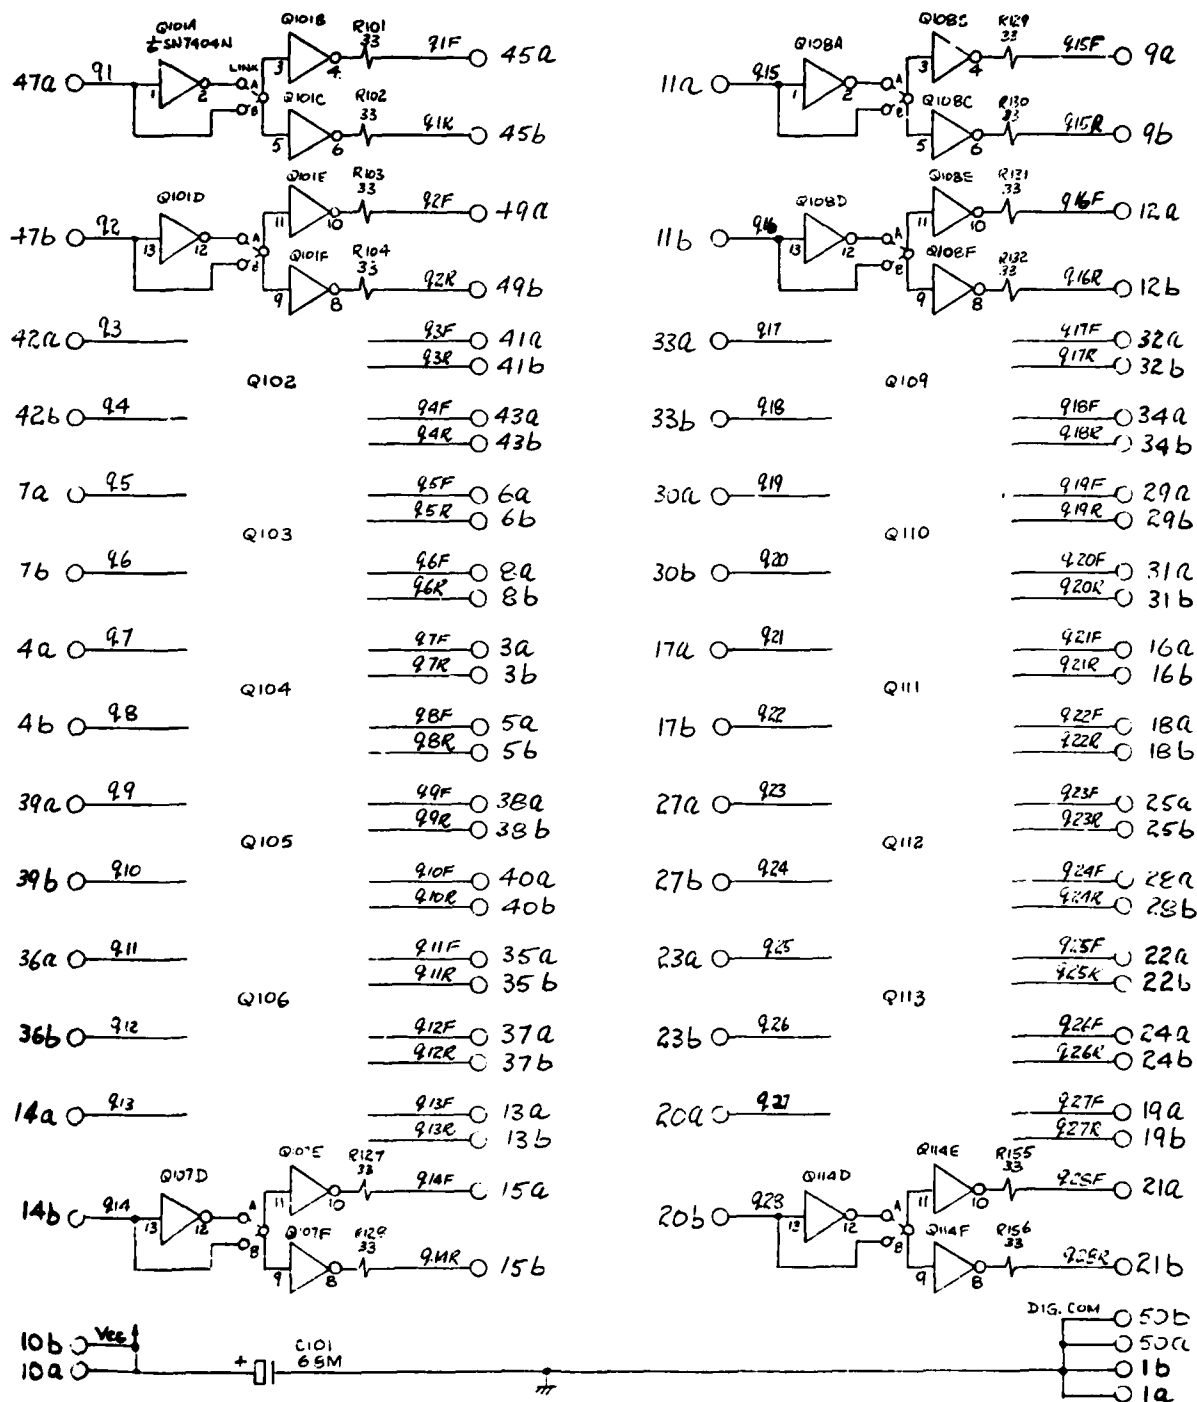 Q101A
½SN7404N
Q101B
R101
33
q1F
45a
47a
q1
1
2
LINK
A
B
3
4
Q101C
R102
33
q1R
45b
5
6
Q101D
Q101E
R103
33
q2F
49a
47b
q2
13
12
A
B
11
10
Q101F
R104
33
q2R
49b
9
8
42a q3 q3F 41a
q3R 41b
Q102
42b q4 q4F 43a
q4R 43b
7a q5 q5F 6a
q5R 6b
Q103
7b q6 q6F 8a
q6R 8b
4a q7 q7F 3a
q7R 3b
Q104
4b q8 q8F 5a
q8R 5b
39a q9 q9F 38a
q9R 38b
Q105
39b q10 q10F 40a
q10R 40b
36a q11 q11F 35a
q11R 35b
Q106
36b q12 q12F 37a
q12R 37b
14a q13 q13F 13a
q13R 13b
Q107D
Q107E
R127
33
q14F
15a
14b
q14
13
12
A
B
11
10
Q107F
R128
33
q14R
15b
9
8
10b Vcc
10a
+
C101
65M
Q108A
R129
33
q15F
9a
11a
q15
1
2
A
B
3
4
Q108C
R130
33
q15R
9b
5
6
Q108D
Q108E
R131
33
q16F
12a
11b
q16
13
12
A
B
11
10
Q108F
R132
33
q16R
12b
9
8
33a q17 q17F 32a
q17R 32b
Q109
33b q18 q18F 34a
q18R 34b
30a q19 q19F 29a
q19R 29b
Q110
30b q20 q20F 31a
q20R 31b
17a q21 q21F 16a
q21R 16b
Q111
17b q22 q22F 18a
q22R 18b
27a q23 q23F 25a
q23R 25b
Q112
27b q24 q24F 28a
q24R 28b
23a q25 q25F 22a
q25R 22b
Q113
23b q26 q26F 24a
q26R 24b
20a q27 q27F 19a
q27R 19b
Q114D
Q114E
R155
33
q28F
21a
20b
q28
13
12
A
B
11
10
Q114F
R156
33
q28R
21b
9
8
DIG. COM
50b
50a
1b
1a